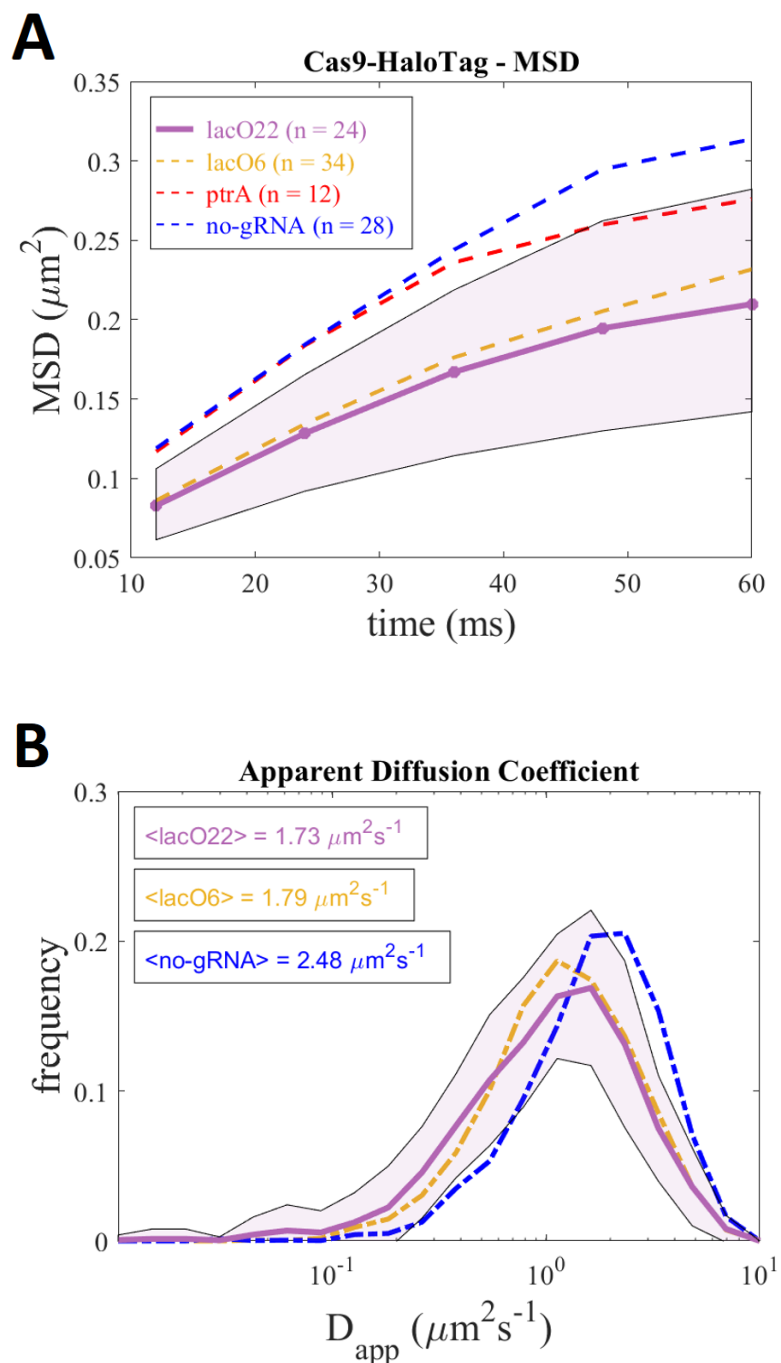 A
Cas9-HaloTag - MSD
0.35
0.3
0.25
0.2
0.15
0.1
0.05
MSD (μm²)
lacO22 (n = 24)
lacO6 (n = 34)
ptrA (n = 12)
no-gRNA (n = 28)
10 20 30 40 50 60
time (ms)
B
Apparent Diffusion Coefficient
0.3
0.2
0.1
0
frequency
<lacO22> = 1.73 μm²s⁻¹
<lacO6> = 1.79 μm²s⁻¹
<no-gRNA> = 2.48 μm²s⁻¹
10⁻¹ 10⁰ 10¹
D_app (μm²s⁻¹)